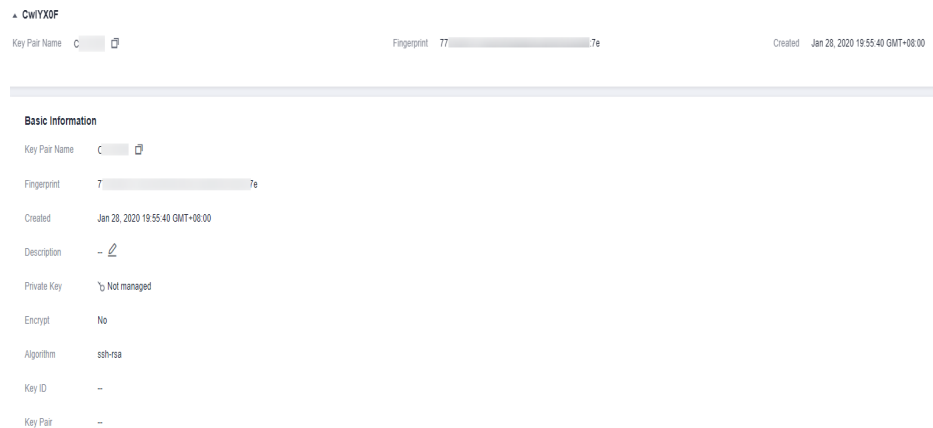 CwIYX0F
Key Pair Name C Fingerprint 77 :7e Created Jan 28, 2020 19:55:40 GMT+08:00
Basic Information
Key Pair Name C
Fingerprint 7 7e
Created Jan 28, 2020 19:55:40 GMT+08:00
Description --
Private Key Not managed
Encrypt No
Algorithm ssh-rsa
Key ID --
Key Pair --